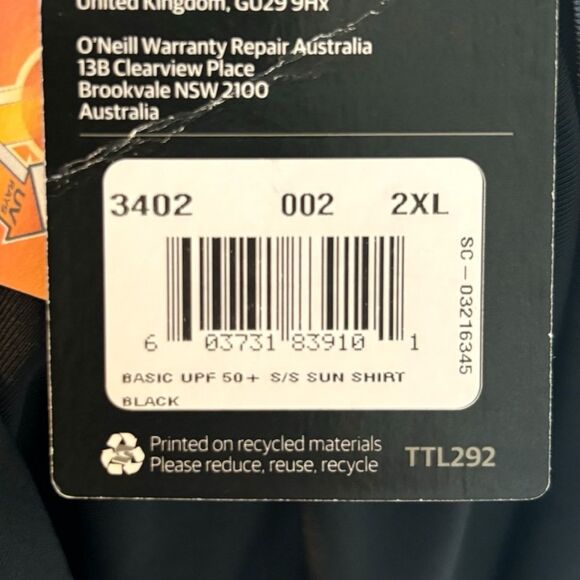 United Kingdom, GU29 9Hx
O'Neill Warranty Repair Australia
13B Clearview Place
Brookvale NSW 2100
Australia
UV
RAYS
3402 002 2XL
SC - 03216345
6 03731 83910 1
BASIC UPF 50+ S/S SUN SHIRT
BLACK
Printed on recycled materials
Please reduce, reuse, recycle
TTL292